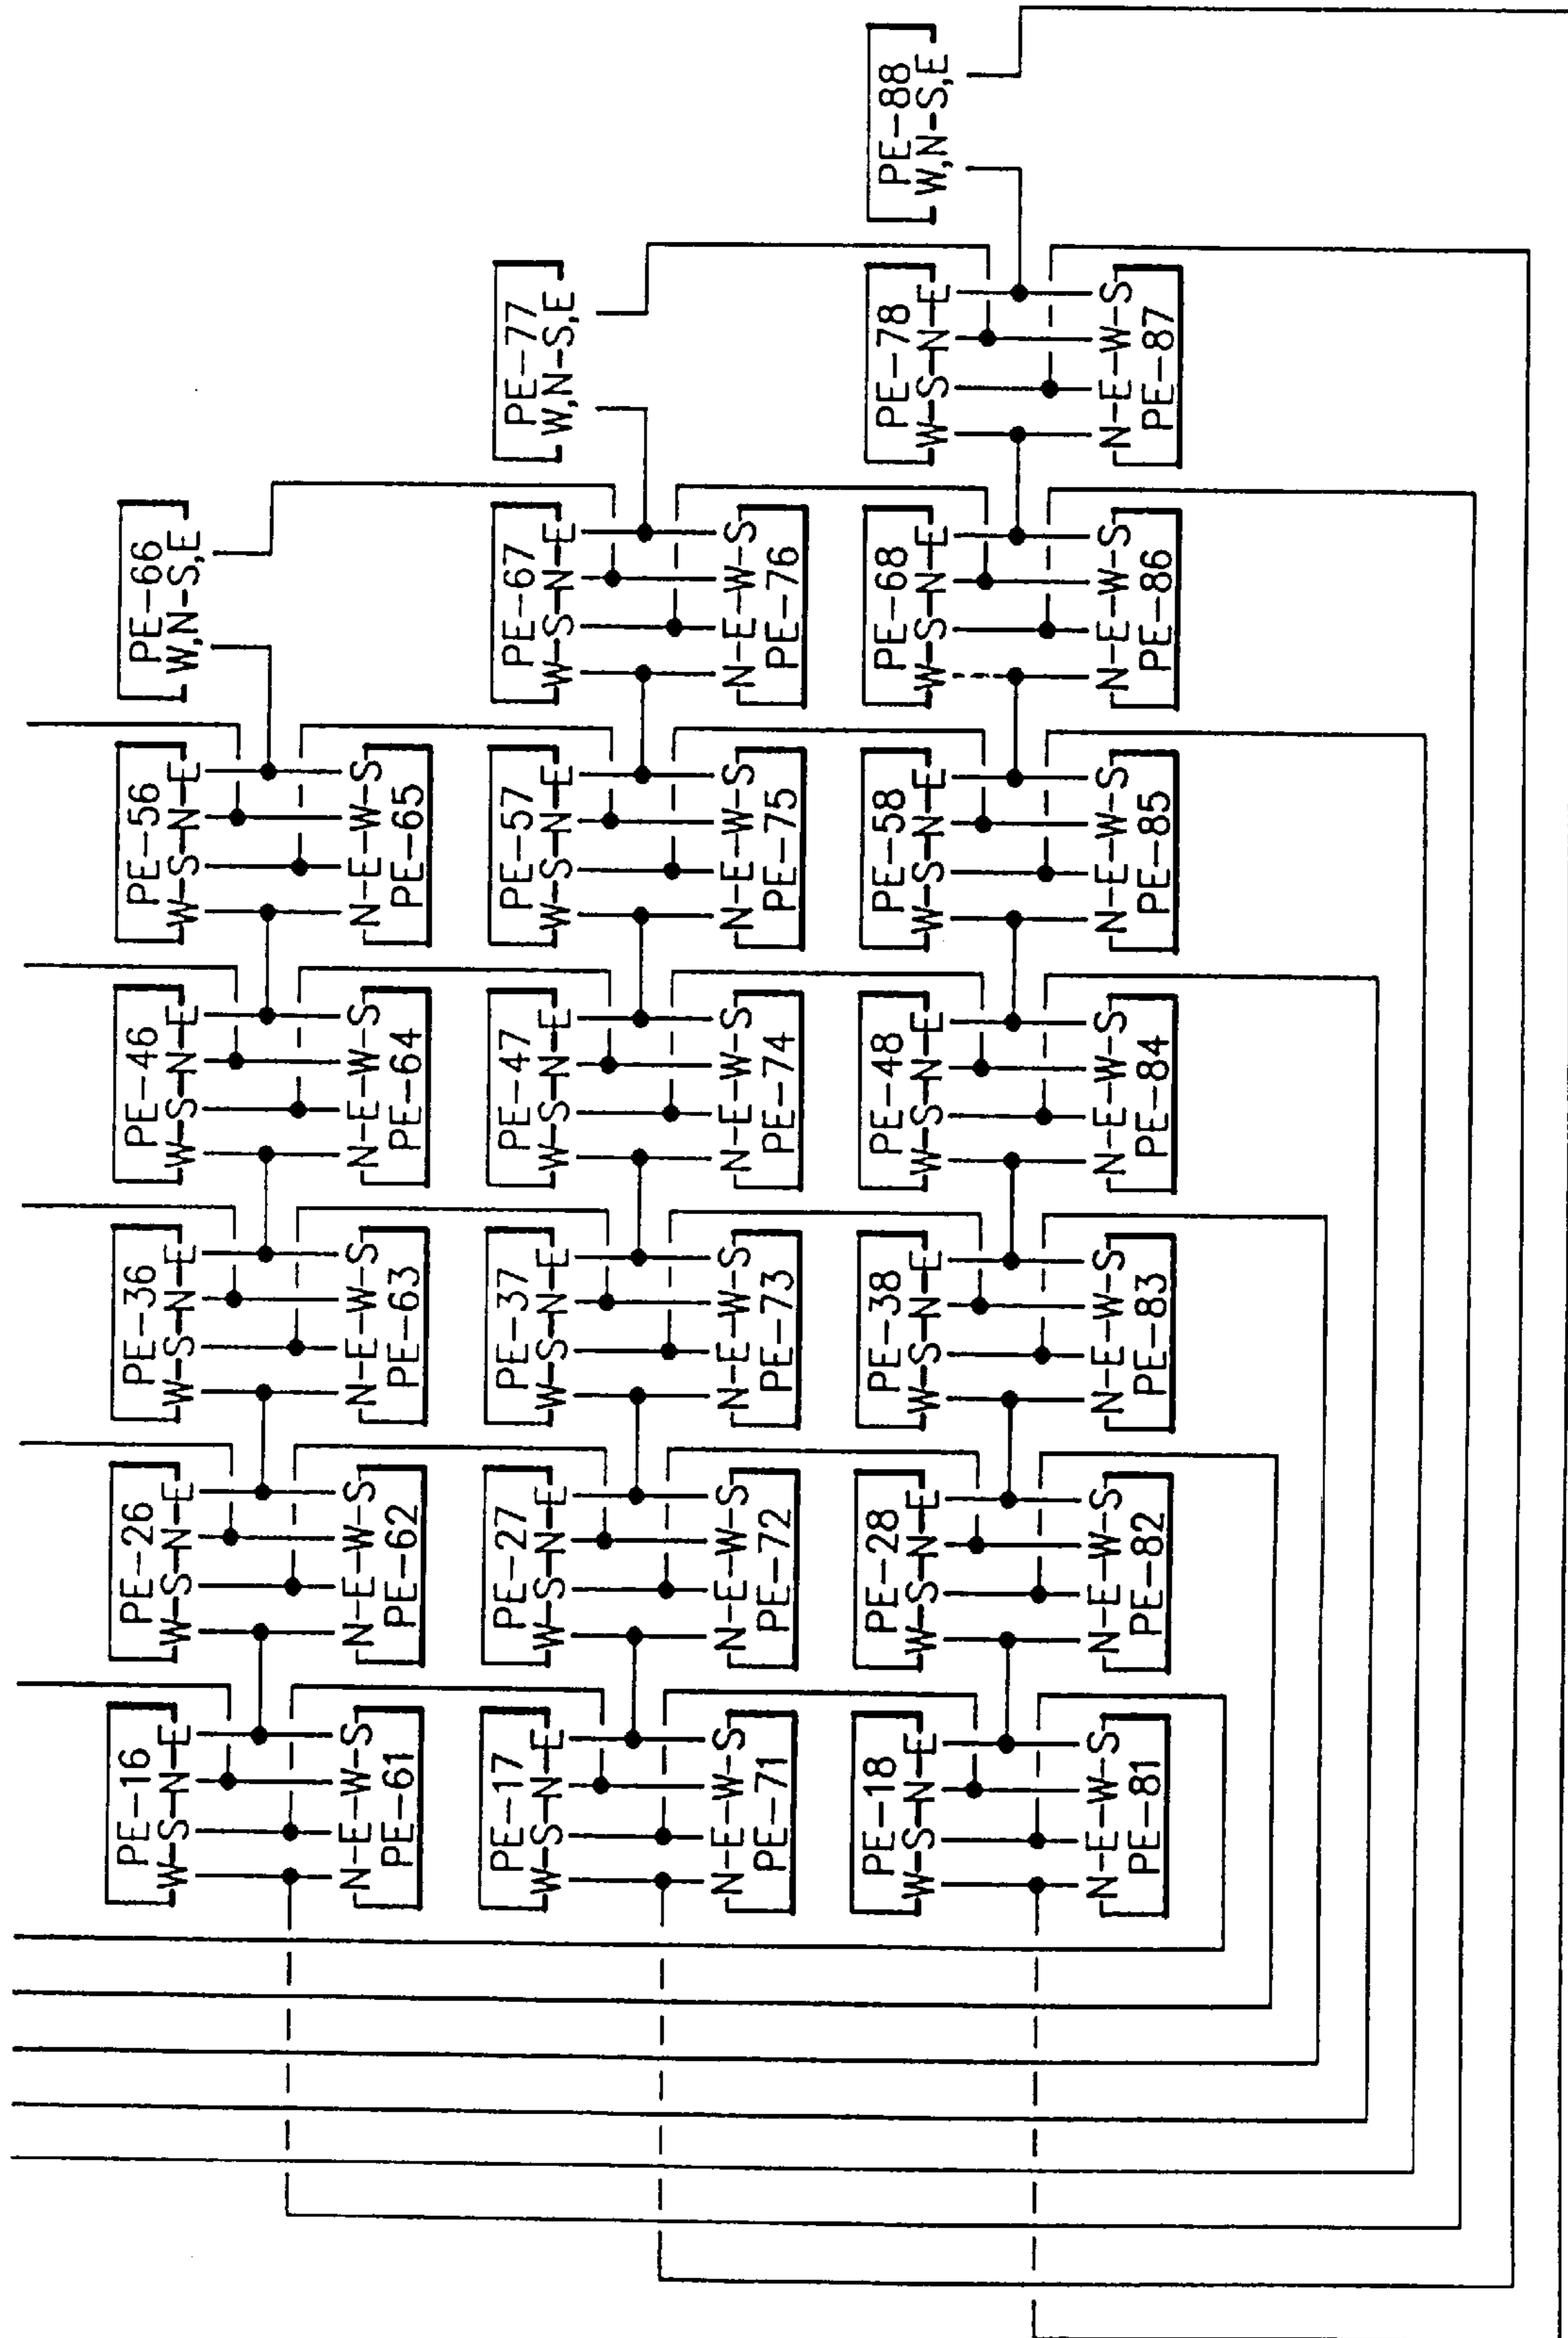 PE-88
W,N-S,E
PE-77
W,N-S,E
PE-78
W-S-N-E
N-E-W-S
PE-87
PE-66
W,N-S,E
PE-67
W-S-N-E
N-E-W-S
PE-76
PE-68
W-S-N-E
N-E-W-S
PE-86
PE-56
W-S-N-E
N-E-W-S
PE-65
PE-57
W-S-N-E
N-E-W-S
PE-75
PE-58
W-S-N-E
N-E-W-S
PE-85
PE-46
W-S-N-E
N-E-W-S
PE-64
PE-47
W-S-N-E
N-E-W-S
PE-74
PE-48
W-S-N-E
N-E-W-S
PE-84
PE-36
W-S-N-E
N-E-W-S
PE-63
PE-37
W-S-N-E
N-E-W-S
PE-73
PE-38
W-S-N-E
N-E-W-S
PE-83
PE-26
W-S-N-E
N-E-W-S
PE-62
PE-27
W-S-N-E
N-E-W-S
PE-72
PE-28
W-S-N-E
N-E-W-S
PE-82
PE-16
W-S-N-E
N-E-W-S
PE-61
PE-17
W-S-N-E
N-E-W-S
PE-71
PE-18
W-S-N-E
N-E-W-S
PE-81